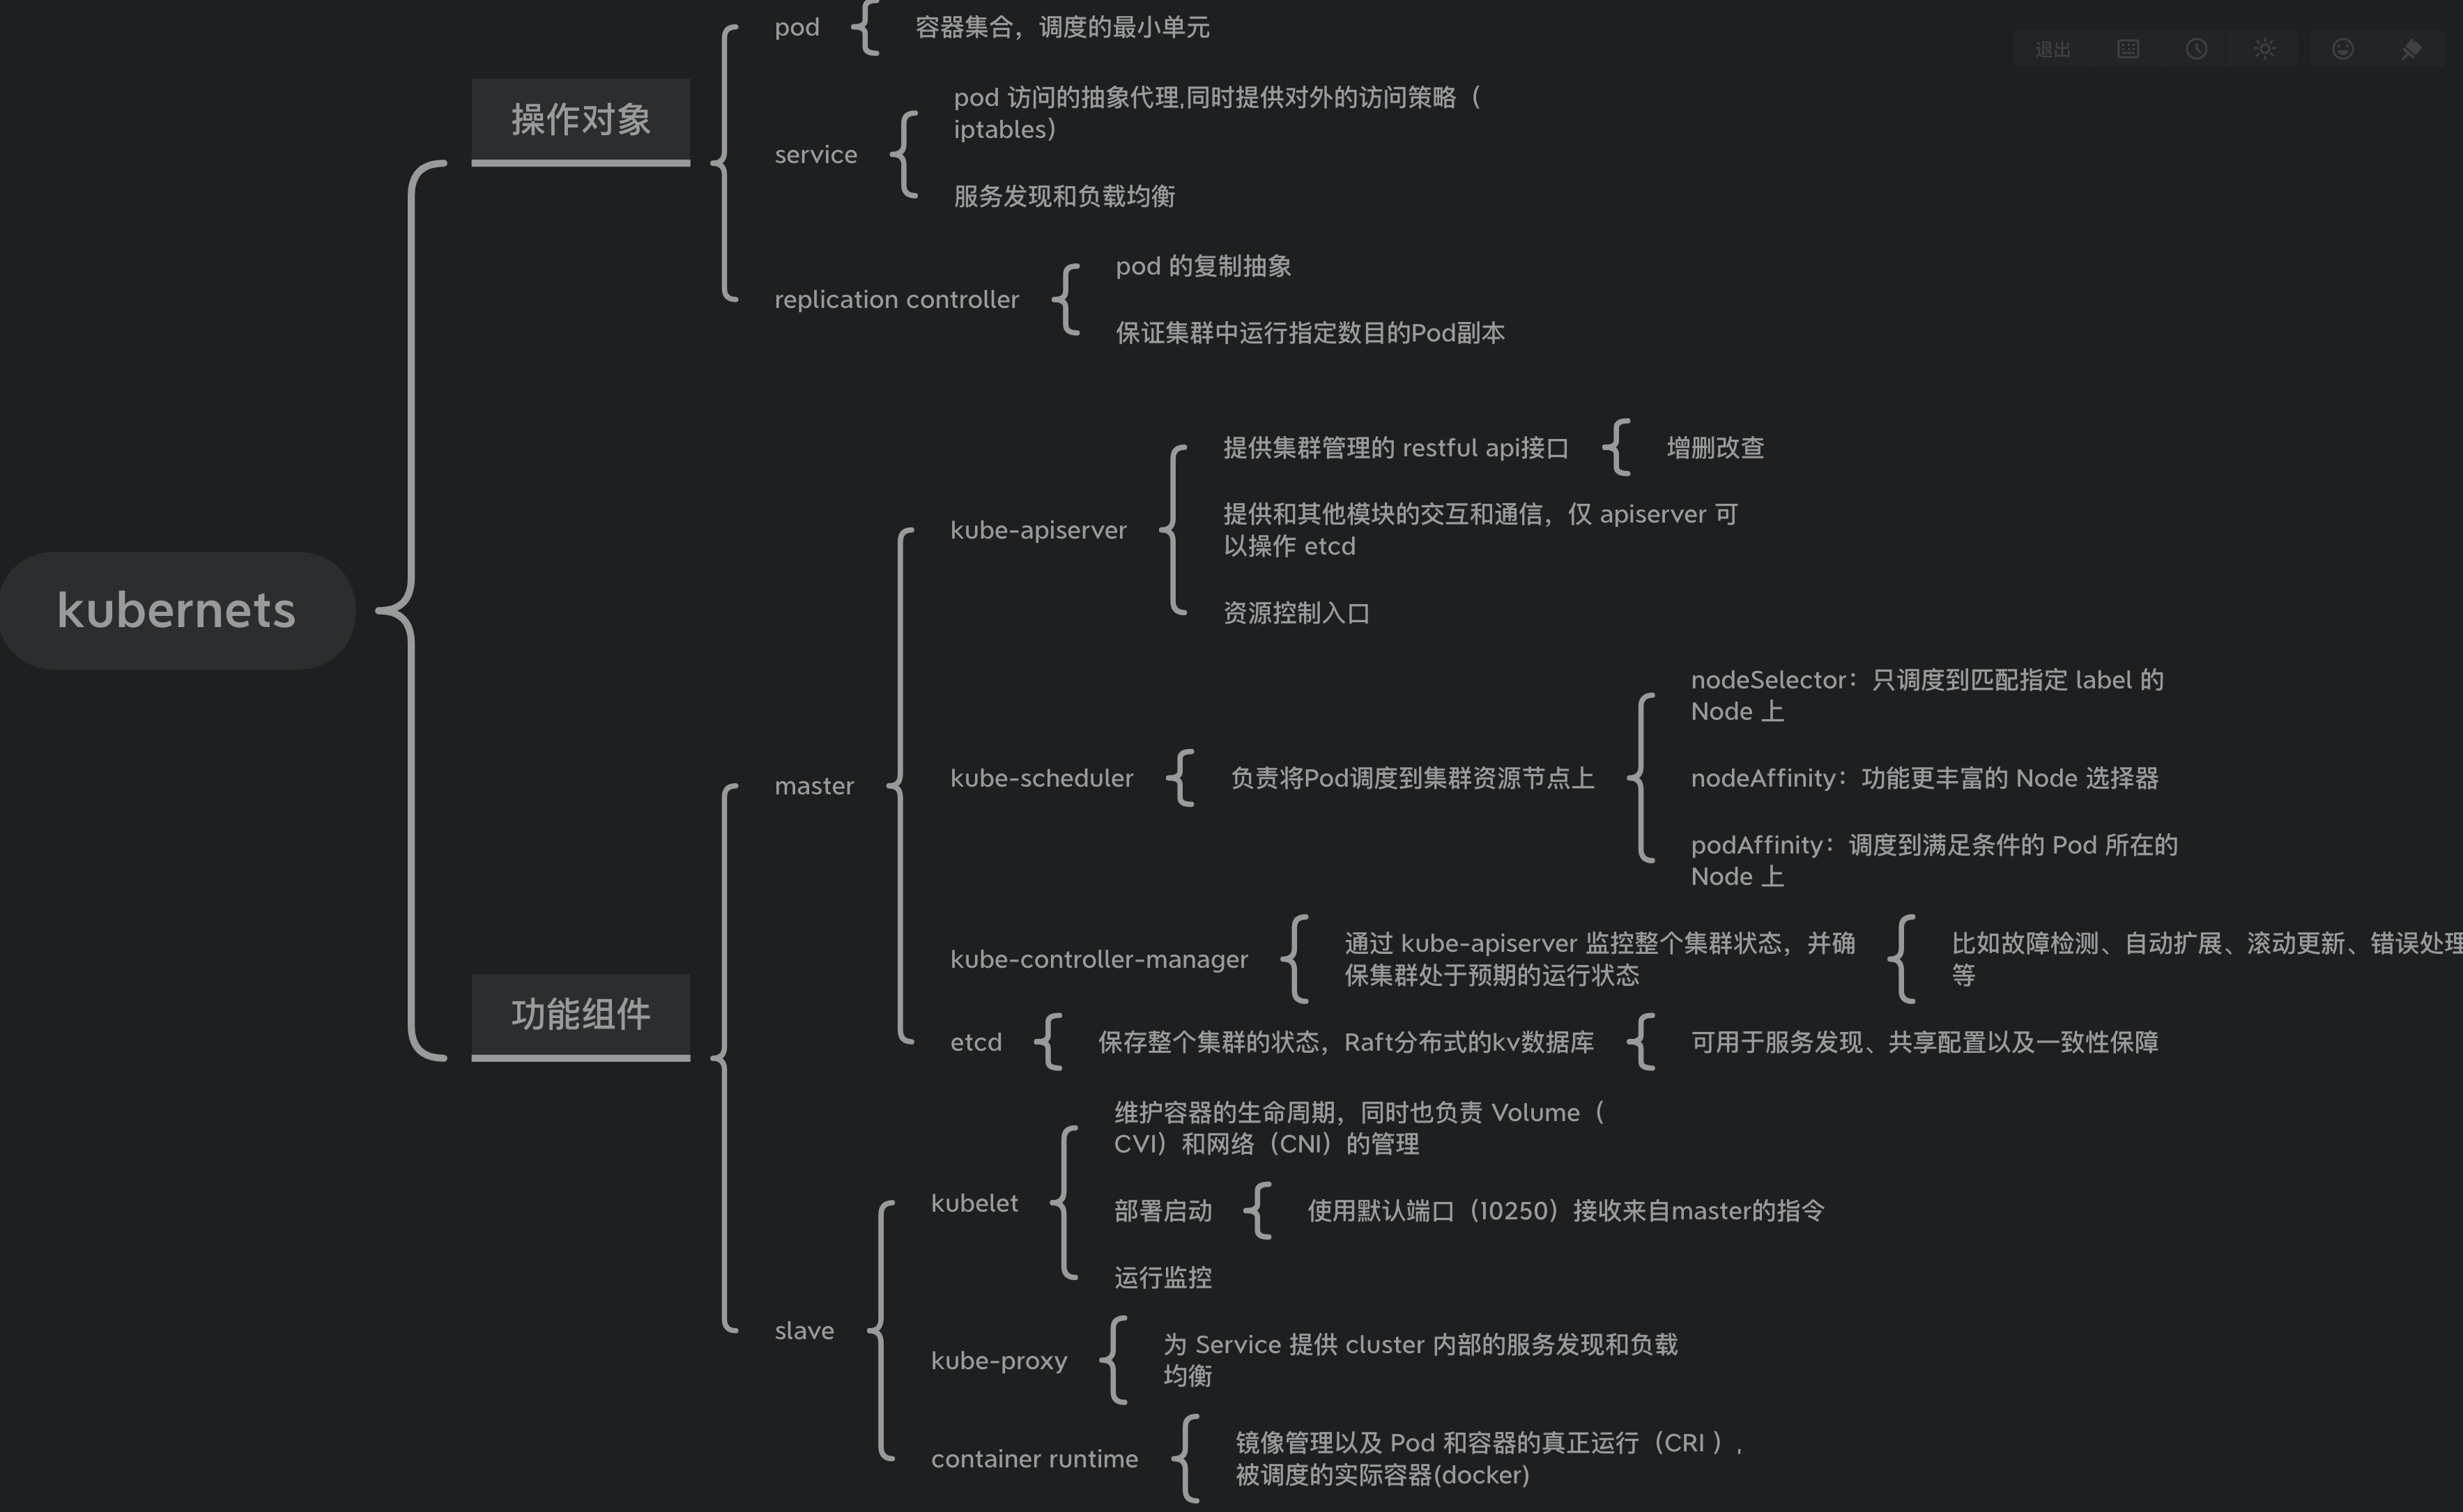 退出
kubernets
操作对象
pod
容器集合，调度的最小单元
service
pod 访问的抽象代理,同时提供对外的访问策略（
iptables）
服务发现和负载均衡
replication controller
pod 的复制抽象
保证集群中运行指定数目的Pod副本
功能组件
master
kube-apiserver
提供集群管理的 restful api接口
增删改查
提供和其他模块的交互和通信，仅 apiserver 可
以操作 etcd
资源控制入口
kube-scheduler
负责将Pod调度到集群资源节点上
nodeSelector：只调度到匹配指定 label 的
Node 上
nodeAffinity：功能更丰富的 Node 选择器
podAffinity：调度到满足条件的 Pod 所在的
Node 上
kube-controller-manager
通过 kube-apiserver 监控整个集群状态，并确
保集群处于预期的运行状态
比如故障检测、自动扩展、滚动更新、错误处理
等
etcd
保存整个集群的状态，Raft分布式的kv数据库
可用于服务发现、共享配置以及一致性保障
slave
kubelet
维护容器的生命周期，同时也负责 Volume（
CVI）和网络（CNI）的管理
部署启动
使用默认端口（10250）接收来自master的指令
运行监控
kube-proxy
为 Service 提供 cluster 内部的服务发现和负载
均衡
container runtime
镜像管理以及 Pod 和容器的真正运行（CRI ）,
被调度的实际容器(docker)